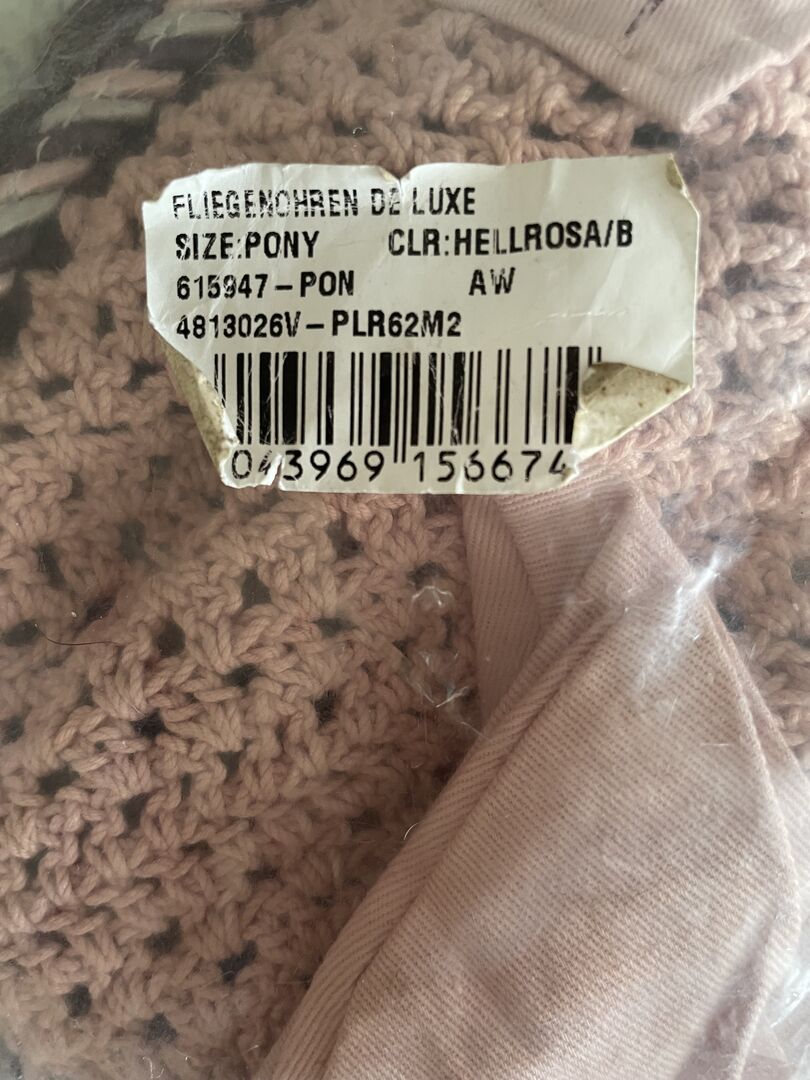 FLIEGENOHREN DE LUXE
SIZE:PONY CLR:HELLROSA/B
615947-PON AW
4813026V-PLR62M2
043969 156674